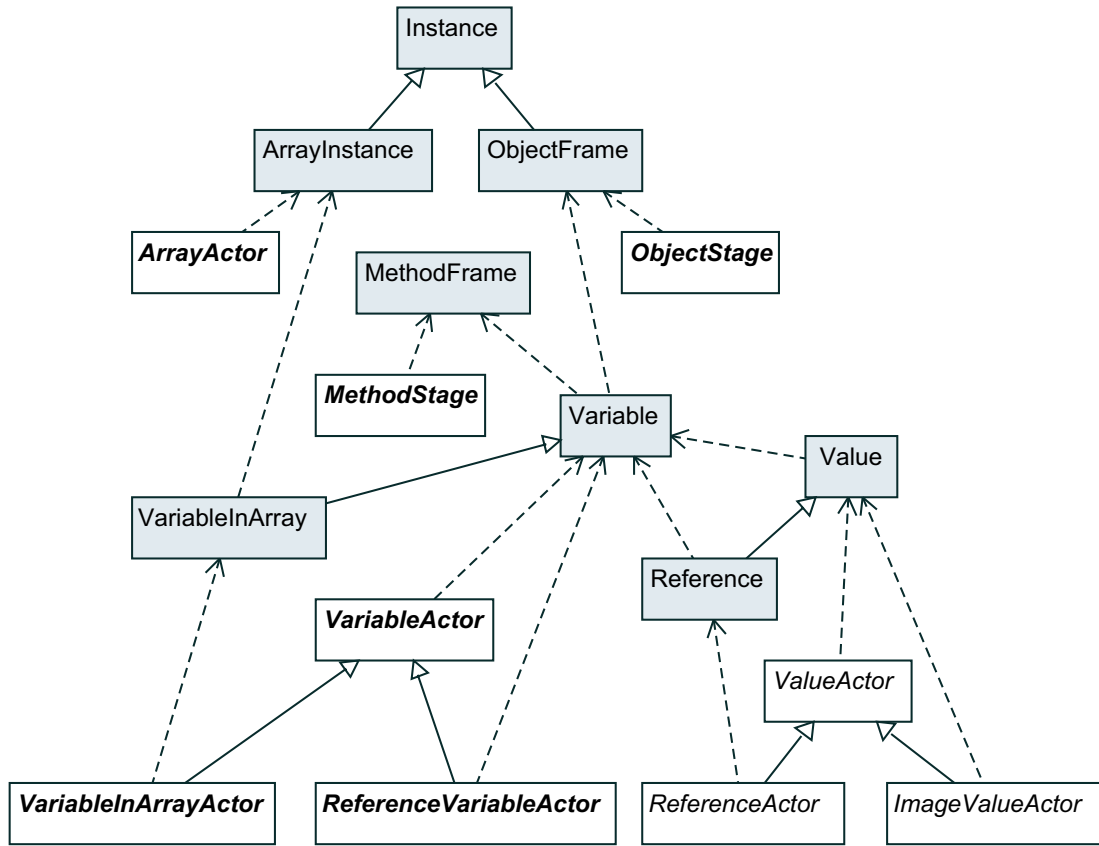 Instance
ArrayInstance
ObjectFrame
ArrayActor
ObjectStage
MethodFrame
MethodStage
Variable
Value
VariableInArray
Reference
VariableActor
ValueActor
VariableInArrayActor
ReferenceVariableActor
ReferenceActor
ImageValueActor